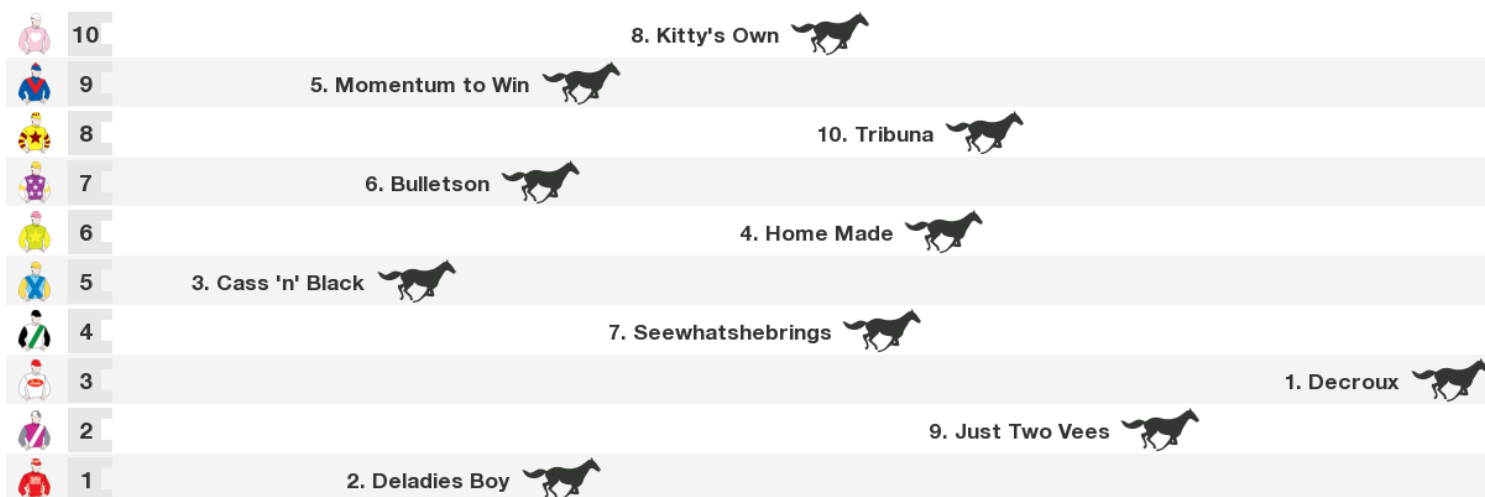 10 8. Kitty's Own
9 5. Momentum to Win
8 10. Tribuna
7 6. Bulletson
6 4. Home Made
5 3. Cass 'n' Black
4 7. Seewhatshebrings
3 1. Decroux
2 9. Just Two Vees
1 2. Deladies Boy